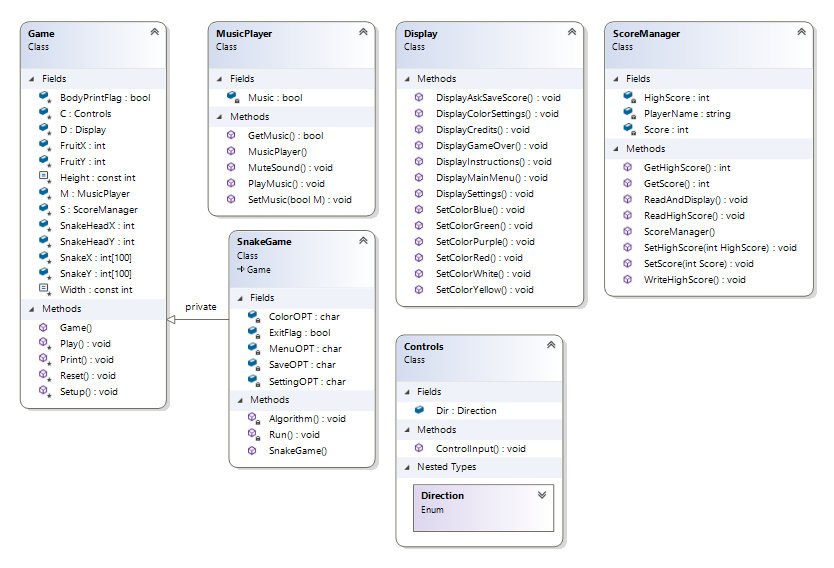 Game
Class
Fields
BodyPrintFlag : bool
C : Controls
D : Display
FruitX : int
FruitY : int
Height : const int
M : MusicPlayer
S : ScoreManager
SnakeHeadX : int
SnakeHeadY : int
SnakeX : int[100]
SnakeY : int[100]
Width : const int
Methods
Game()
Play() : void
Print() : void
Reset() : void
Setup() : void
private
MusicPlayer
Class
Fields
Music : bool
Methods
GetMusic() : bool
MusicPlayer()
MuteSound() : void
PlayMusic() : void
SetMusic(bool M) : void
SnakeGame
Class
Game
Fields
ColorOPT : char
ExitFlag : bool
MenuOPT : char
SaveOPT : char
SettingOPT : char
Methods
Algorithm() : void
Run() : void
SnakeGame()
Display
Class
Methods
DisplayAskSaveScore() : void
DisplayColorSettings() : void
DisplayCredits() : void
DisplayGameOver() : void
DisplayInstructions() : void
DisplayMainMenu() : void
DisplaySettings() : void
SetColorBlue() : void
SetColorGreen() : void
SetColorPurple() : void
SetColorRed() : void
SetColorWhite() : void
SetColorYellow() : void
Controls
Class
Fields
Dir : Direction
Methods
ControlInput() : void
Nested Types
Direction
Enum
ScoreManager
Class
Fields
HighScore : int
PlayerName : string
Score : int
Methods
GetHighScore() : int
GetScore() : int
ReadAndDisplay() : void
ReadHighScore() : void
ScoreManager()
SetHighScore(int HighScore) : void
SetScore(int Score) : void
WriteHighScore() : void